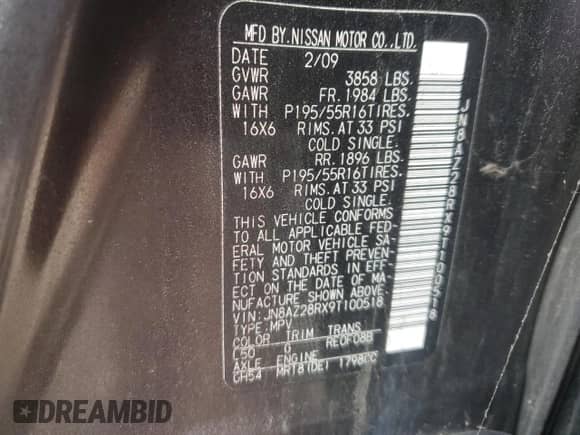 MFD BY NISSAN MOTOR CO.,LTD.
DATE 2/09
GVWR 3858 LBS.
GAWR FR. 1984 LBS.
WITH P195/55R16TIRES.
16X6 RIMS. AT 33 PSI
COLD SINGLE.
GAWR RR. 1896 LBS.
WITH P195/55R16TIRES.
16X6 RIMS. AT 33 PSI
COLD SINGLE.
THIS VEHICLE CONFORMS
TO ALL APPLICABLE FED-
ERAL MOTOR VEHICLE SA-
FETY AND THEFT PREVEN-
TION STANDARDS IN EFF-
ECT ON THE DATE OF MA-
NUFACTURE SHOWN ABOVE.
VIN: JN8AZ28RX9T100518
TYPE: MPV
COLOR TRIM TRANS
L50 G RE0F08B
AXLE ENGINE
CH54 MR18(DE) 1798CC
JN8AZ28RX9T100518
DREAMBID